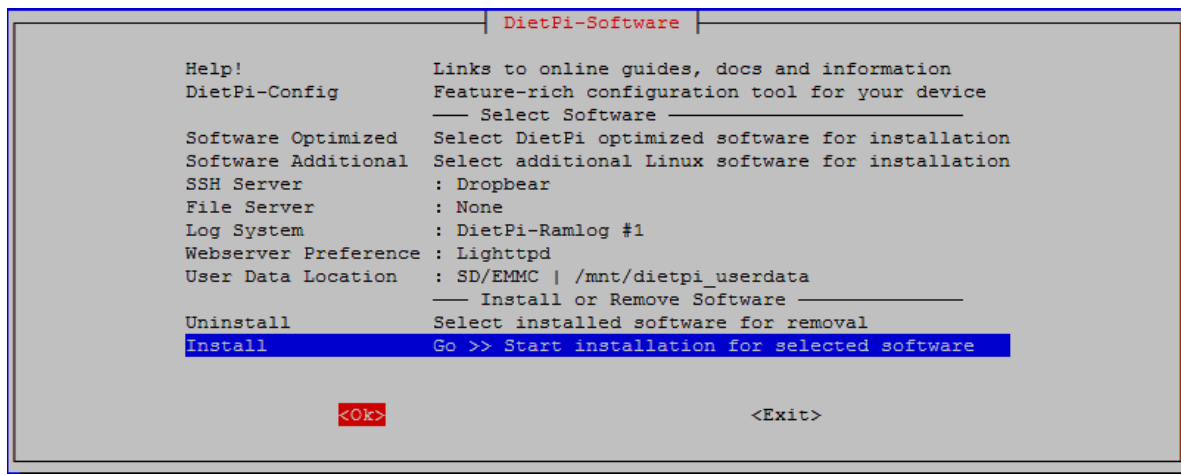 DietPi-Software
Help! Links to online guides, docs and information
DietPi-Config Feature-rich configuration tool for your device
Select Software
Software Optimized Select DietPi optimized software for installation
Software Additional Select additional Linux software for installation
SSH Server : Dropbear
File Server : None
Log System : DietPi-Ramlog #1
Webserver Preference : Lighttpd
User Data Location : SD/EMMC | /mnt/dietpi_userdata
Install or Remove Software
Uninstall Select installed software for removal
Install Go >> Start installation for selected software
<Ok> <Exit>